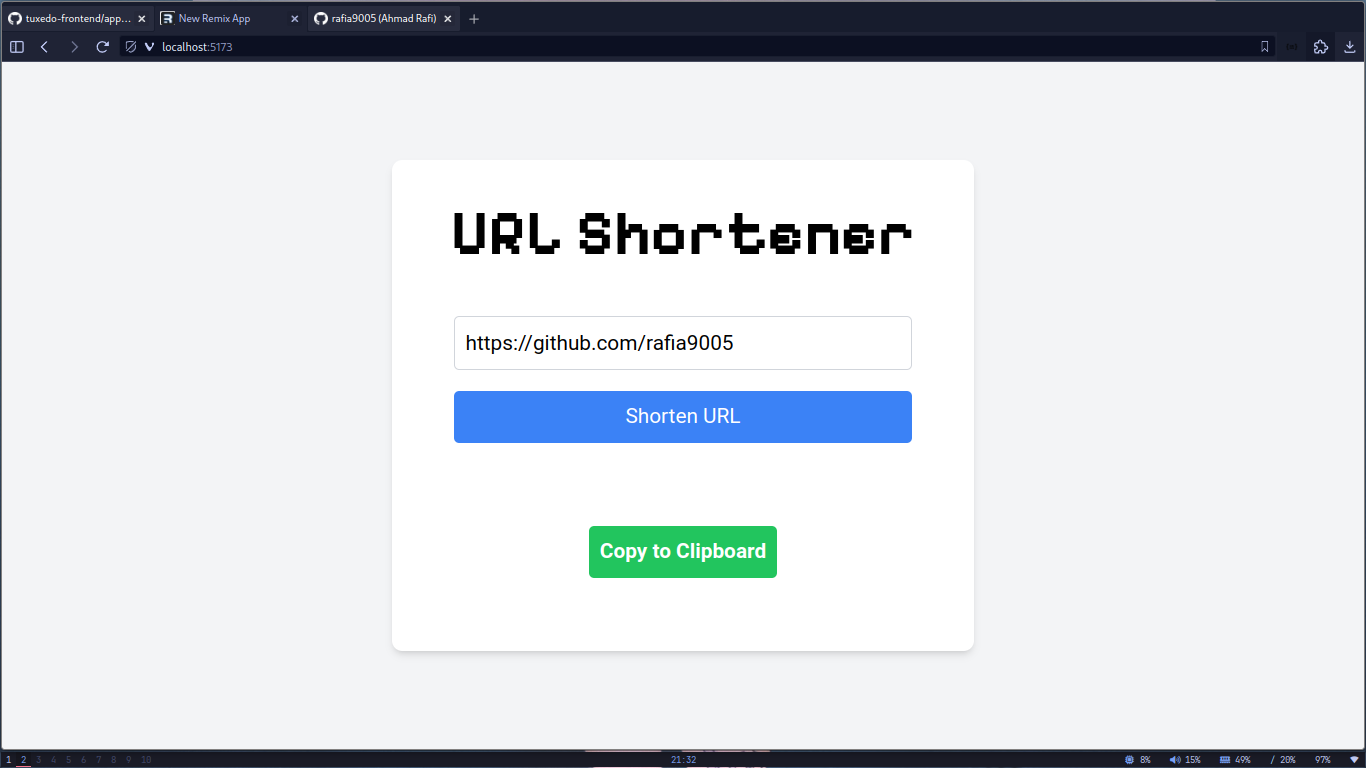 tuxedo-frontend/app...
New Remix App
rafia9005 (Ahmad Rafi)
localhost:5173
URL Shortener
https://github.com/rafia9005
Shorten URL
Copy to Clipboard
1 2 3 4 5 6 7 8 9 10
21:32
8% 15% 49% / 20% 97%